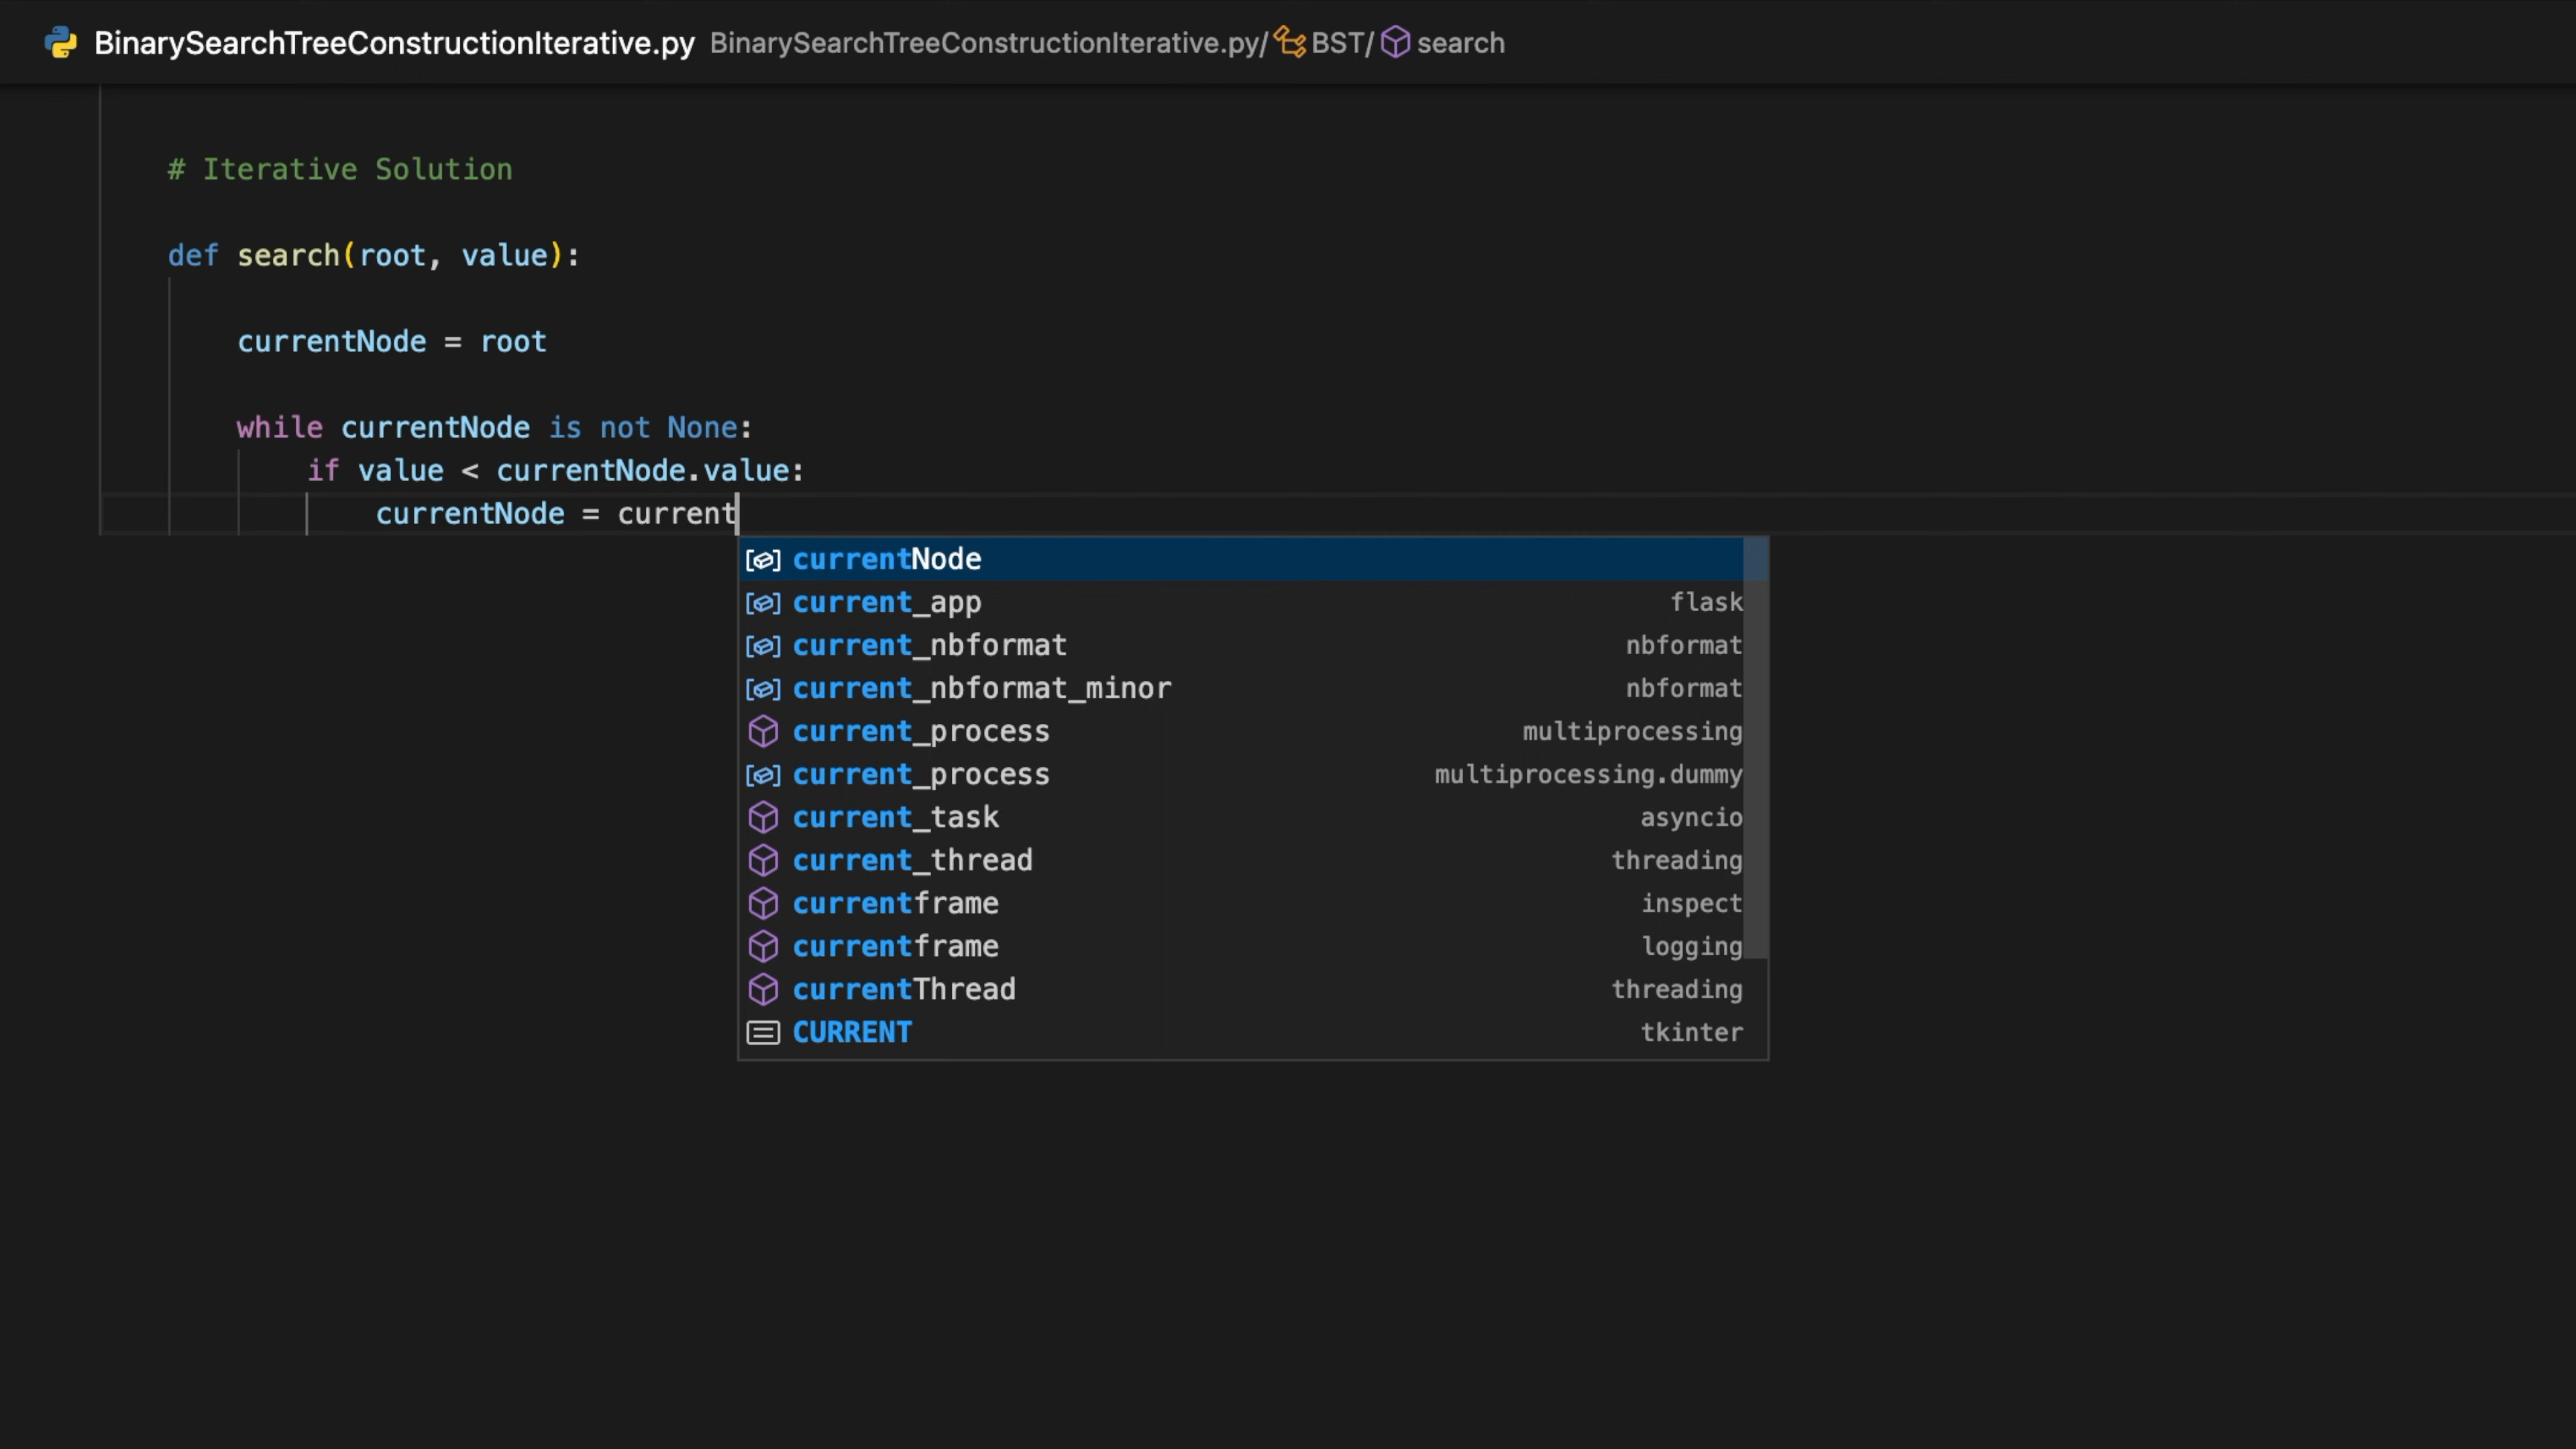 BinarySearchTreeConstructionIterative.py BinarySearchTreeConstructionIterative.py/ BST/ search
# Iterative Solution
def search(root, value):
currentNode = root
while currentNode is not None:
if value < currentNode.value:
currentNode = current
currentNode
current_app flask
current_nbformat nbformat
current_nbformat_minor nbformat
current_process multiprocessing
current_process multiprocessing.dummy
current_task asyncio
current_thread threading
currentframe inspect
currentframe logging
currentThread threading
CURRENT tkinter